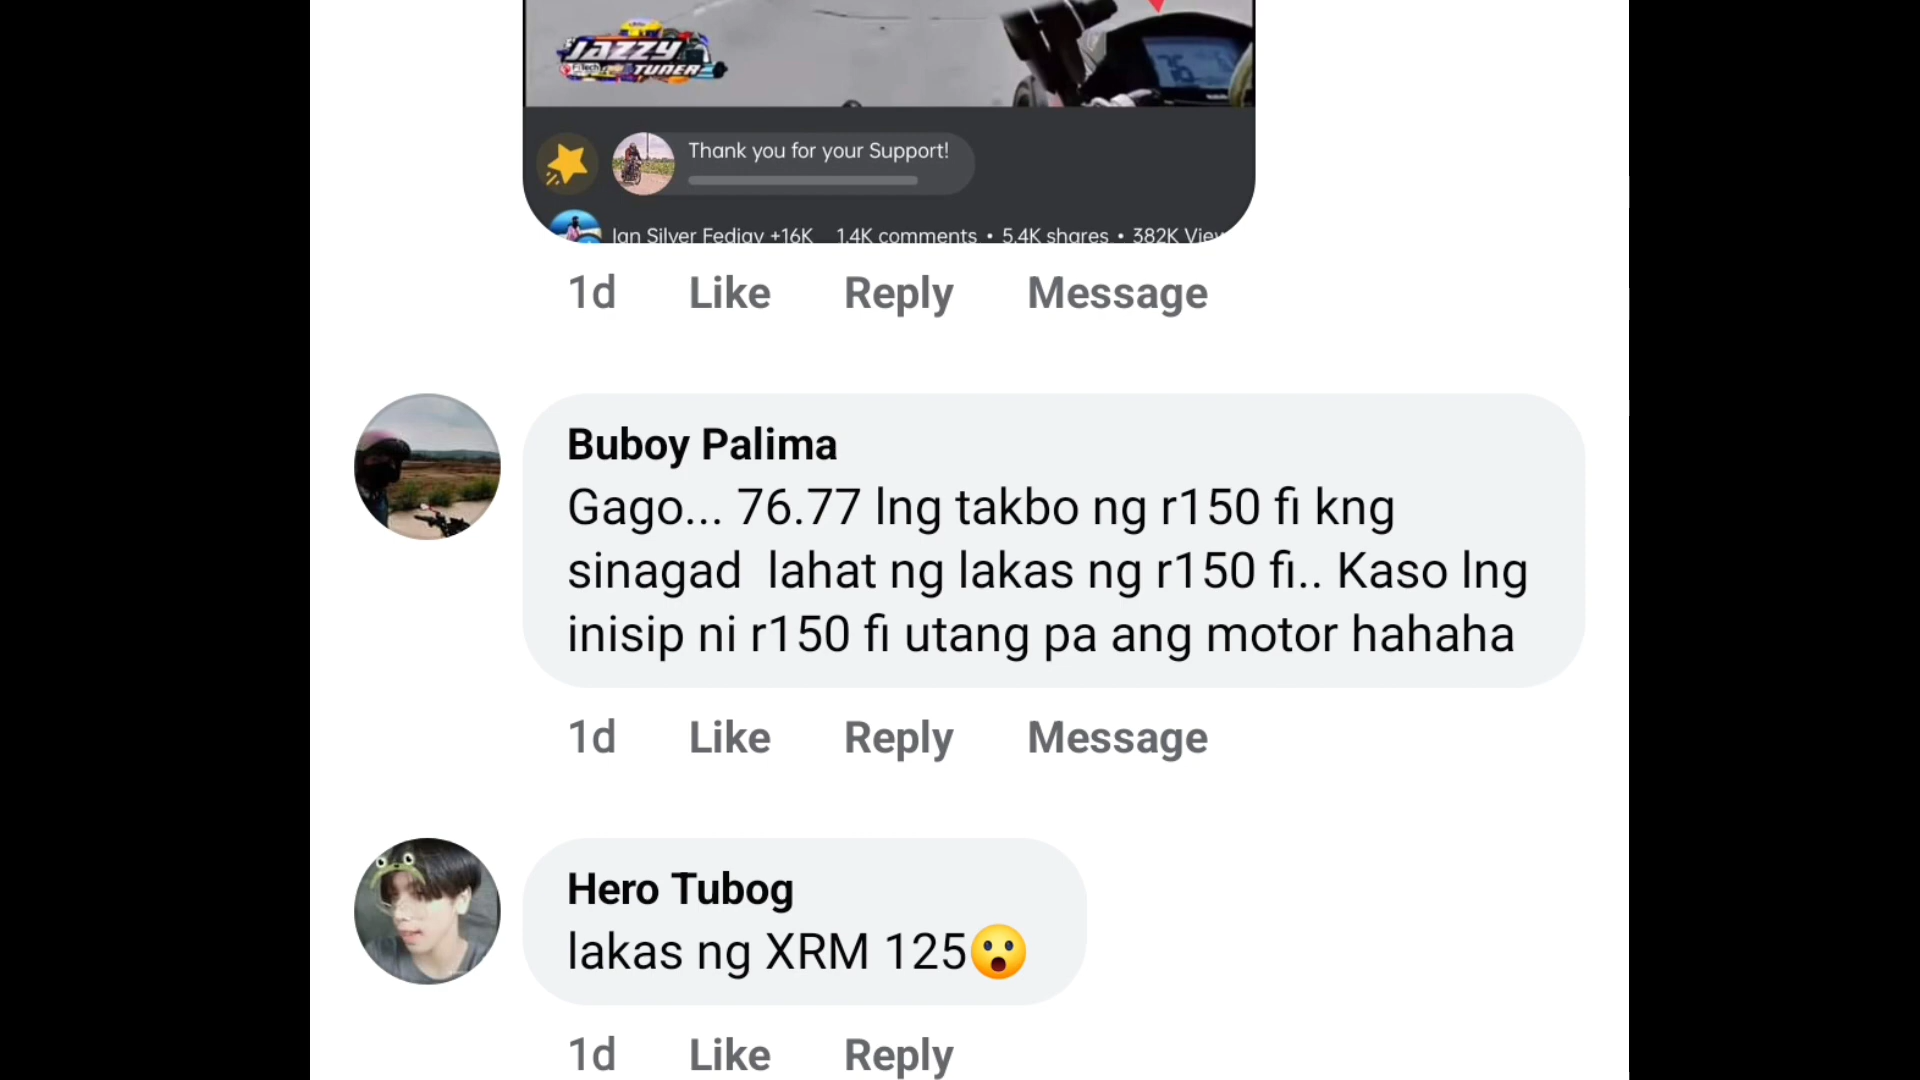 JAZZY
FiTech
TUNER
76
Thank you for your Support!
Ian Silver Fediay +16K 1.4K comments • 5.4K shares • 382K View
1d Like Reply Message
Buboy Palima
Gago... 76.77 lng takbo ng r150 fi kng
sinagad lahat ng lakas ng r150 fi.. Kaso lng
inisip ni r150 fi utang pa ang motor hahaha
1d Like Reply Message
Hero Tubog
lakas ng XRM 125😮
1d Like Reply